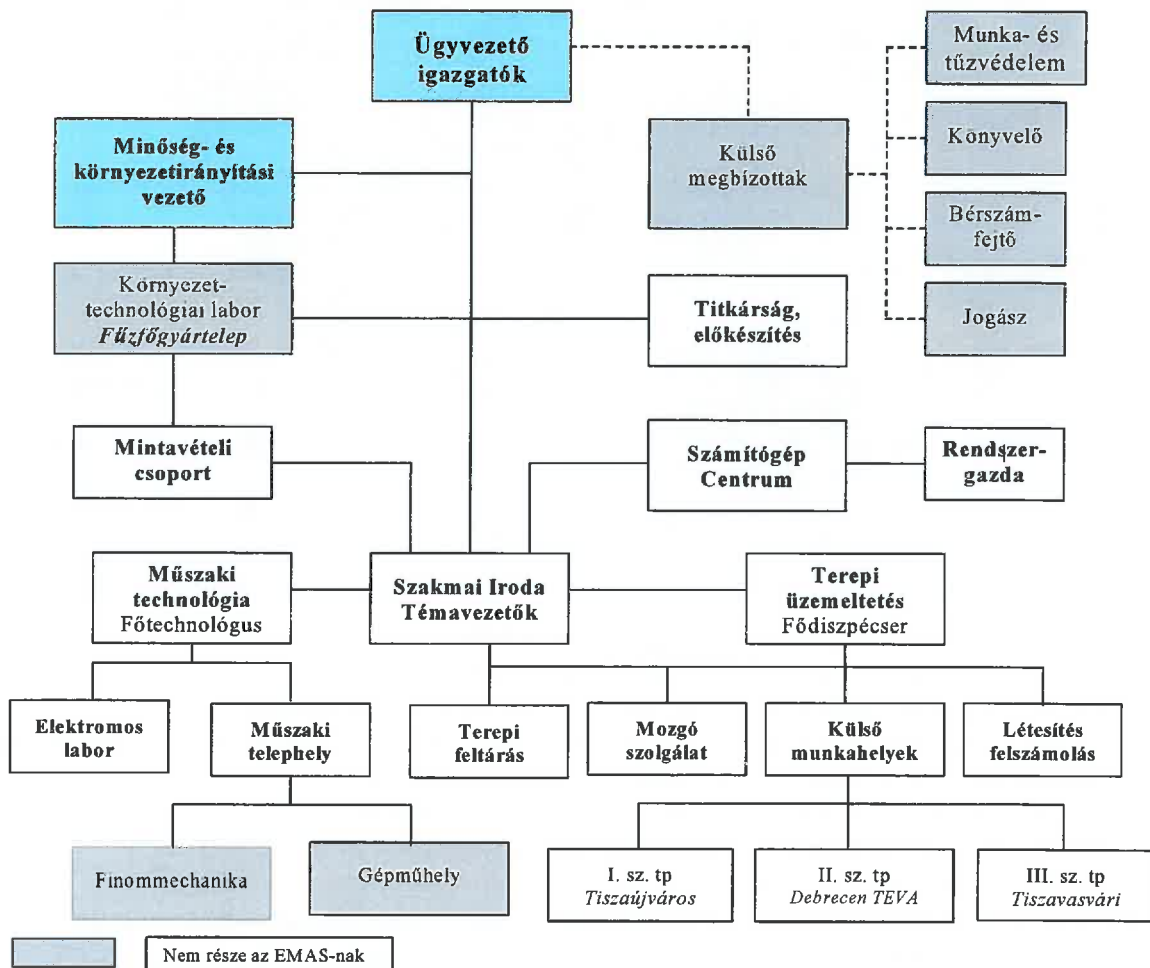 Ügyvezető
igazgatók
Munka- és
tűzvédelem
Minőség- és
környezetirányítási
vezető
Külső
megbízottak
Könyvelő
Bérszám-
fejtő
Környezet-
technológiai labor
Fűzfőgyártelep
Titkárság,
előkészítés
Jogász
Mintavételi
csoport
Számítógép
Centrum
Rendszer-
gazda
Műszaki
technológia
Főtechnológus
Szakmai Iroda
Témavezetők
Terepi
üzemeltetés
Fődiszpécser
Elektromos
labor
Műszaki
telephely
Terepi
feltárás
Mozgó
szolgálat
Külső
munkahelyek
Létesítés
felszámolás
Finommechanika
Gépműhely
I. sz. tp
Tiszaújváros
II. sz. tp
Debrecen TEVA
III. sz. tp
Tiszavasvári
Nem része az EMAS-nak